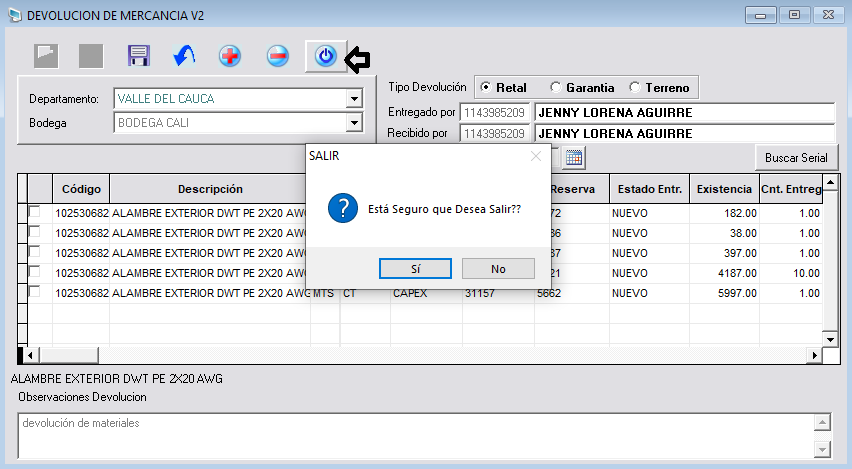 DEVOLUCION DE MERCANCIA V2
Departamento: VALLE DEL CAUCA
Bodega BODEGA CALI
Tipo Devolución Retal Garantia Terreno
Entregado por 1143985209 JENNY LORENA AGUIRRE
Recibido por 1143985209 JENNY LORENA AGUIRRE
Buscar Serial
SALIR
Está Seguro que Desea Salir??
Sí No
Código Descripción Reserva Estado Entr. Existencia Cnt. Entreg
102530682 ALAMBRE EXTERIOR DWT PE 2X20 AWG 72 NUEVO 182.00 1.00
102530682 ALAMBRE EXTERIOR DWT PE 2X20 AWG 36 NUEVO 38.00 1.00
102530682 ALAMBRE EXTERIOR DWT PE 2X20 AWG 37 NUEVO 397.00 1.00
102530682 ALAMBRE EXTERIOR DWT PE 2X20 AWG 21 NUEVO 4187.00 10.00
102530682 ALAMBRE EXTERIOR DWT PE 2X20 AWG MTS CT CAPEX 31157 5662 NUEVO 5997.00 1.00
ALAMBRE EXTERIOR DWT PE 2X20 AWG
Observaciones Devolucion
devolución de materiales